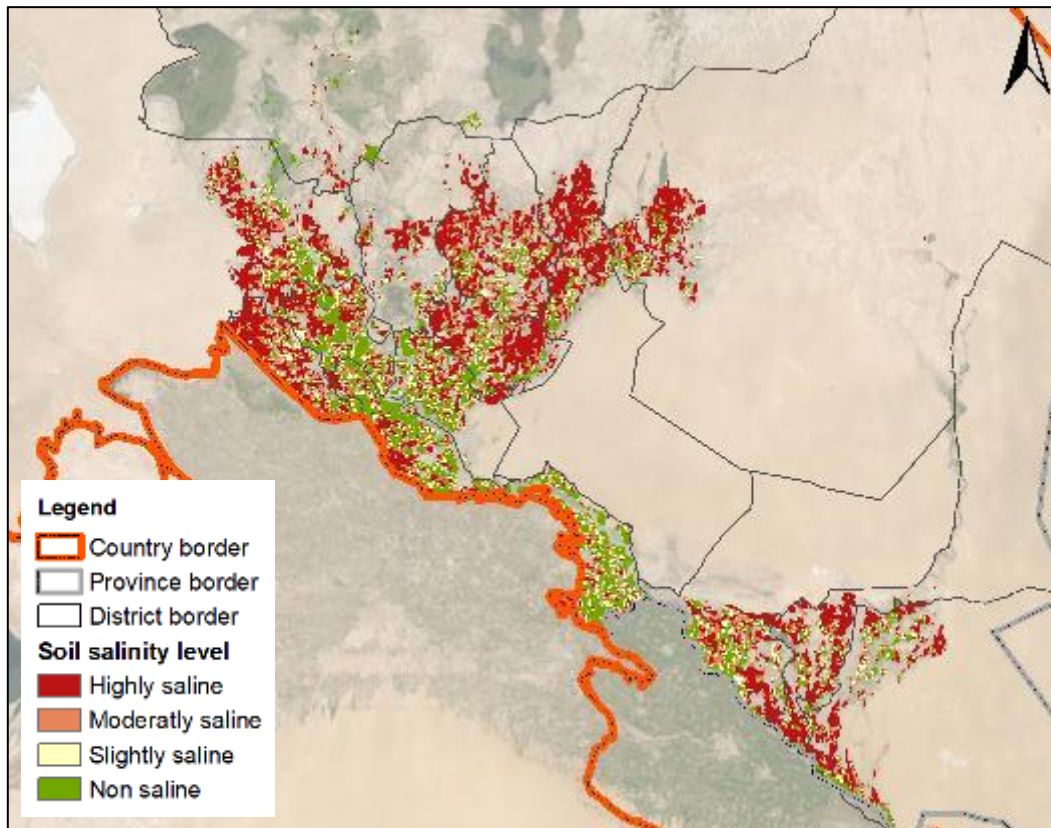 Legend
Country border
Province border
District border
Soil salinity level
Highly saline
Moderatly saline
Slightly saline
Non saline